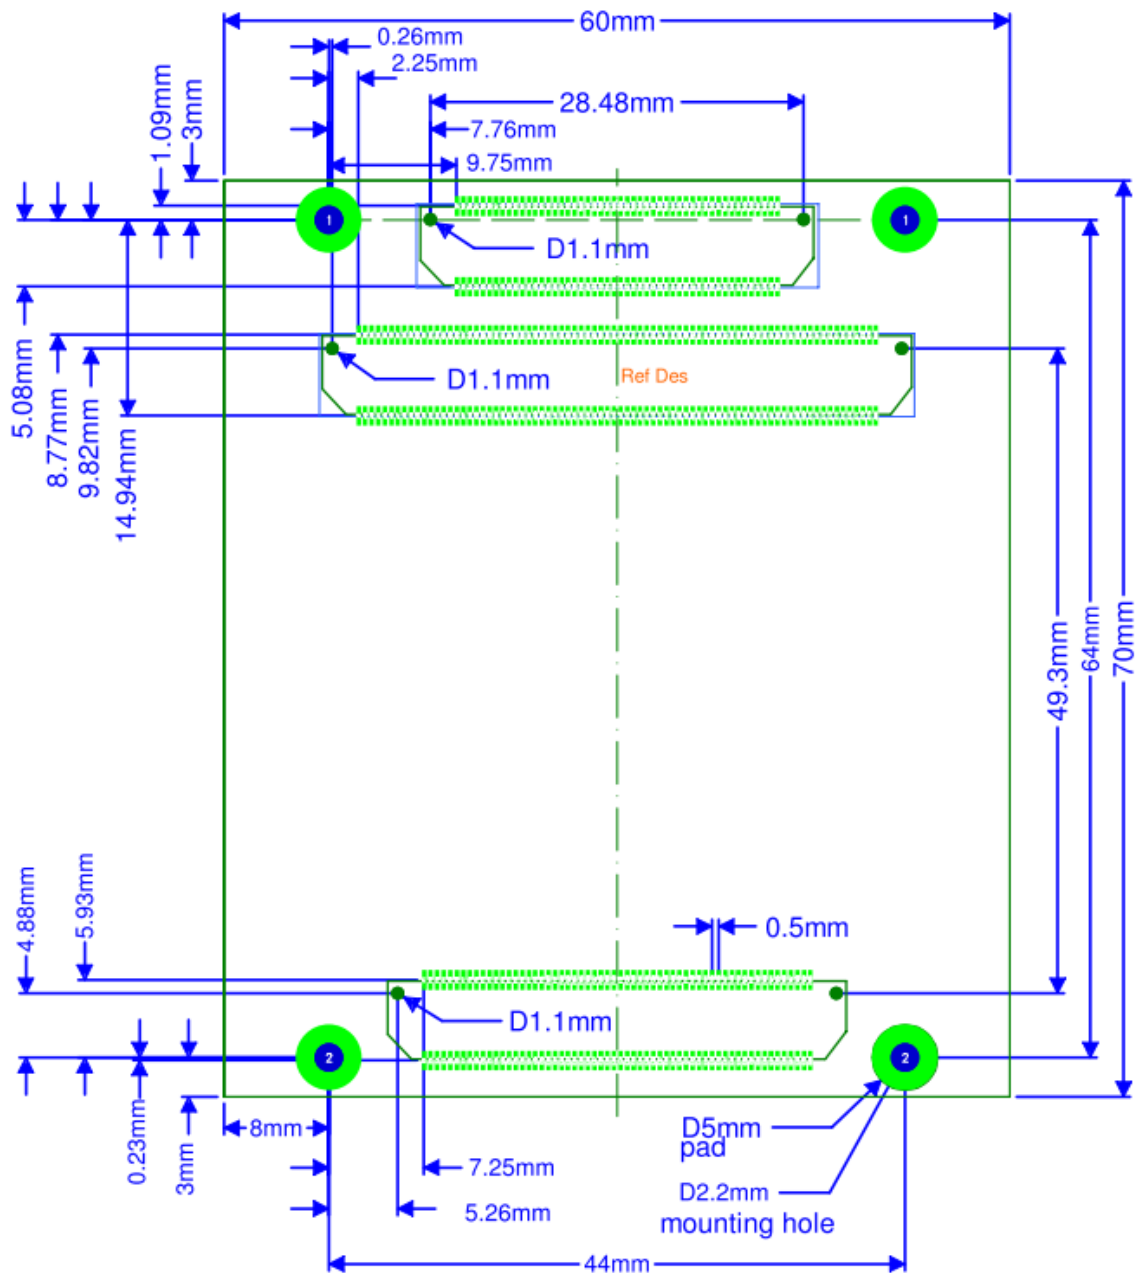 60mm
0.26mm
2.25mm
28.48mm
7.76mm
9.75mm
1.09mm
3mm
1
1
D1.1mm
5.08mm
8.77mm
9.82mm
14.94mm
D1.1mm
Ref Des
49.3mm
64mm
70mm
4.88mm
5.93mm
0.5mm
D1.1mm
2
2
0.23mm
3mm
8mm
7.25mm
5.26mm
D5mm
pad
D2.2mm
mounting hole
44mm